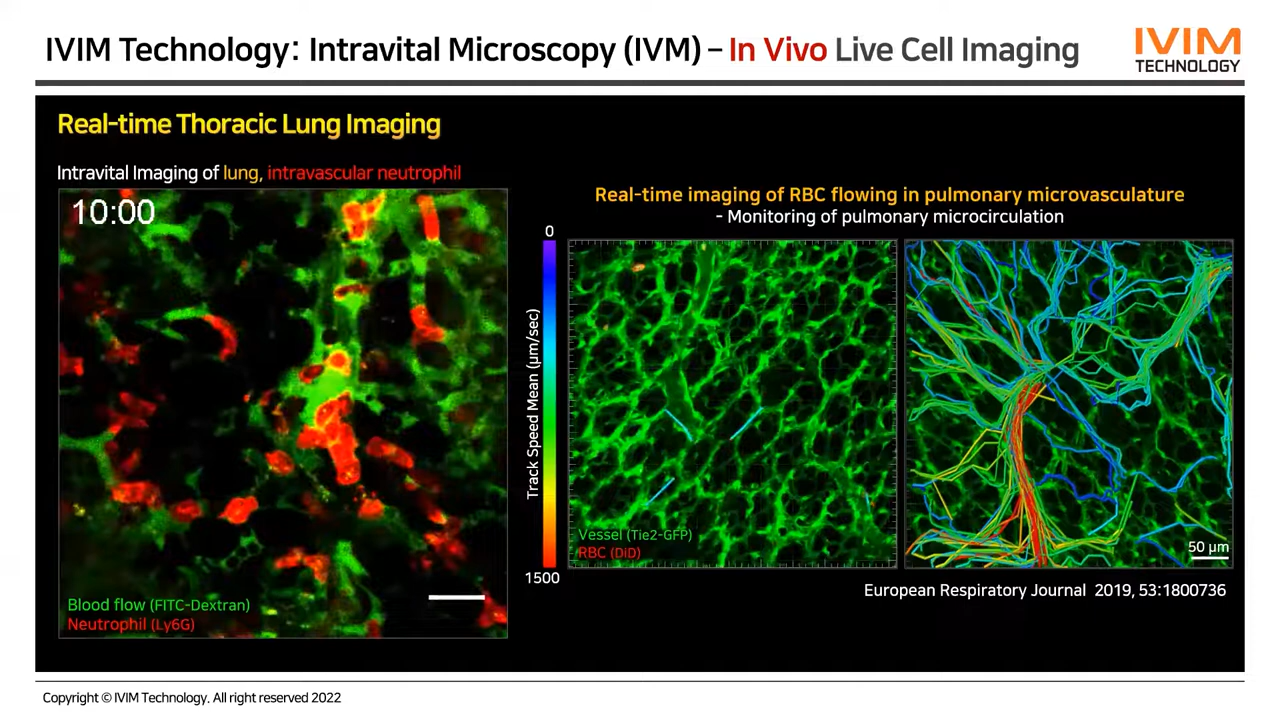 IVIM Technology: Intravital Microscopy (IVM) – In Vivo Live Cell Imaging
IVIM
TECHNOLOGY
Real-time Thoracic Lung Imaging
Intravital Imaging of lung, intravascular neutrophil
10:00
Blood flow (FITC-Dextran)
Neutrophil (Ly6G)
Real-time imaging of RBC flowing in pulmonary microvasculature
- Monitoring of pulmonary microcirculation
0
Track Speed Mean (µm/sec)
1500
Vessel (Tie2-GFP)
RBC (DiD)
50 µm
European Respiratory Journal 2019, 53:1800736
Copyright © IVIM Technology. All right reserved 2022